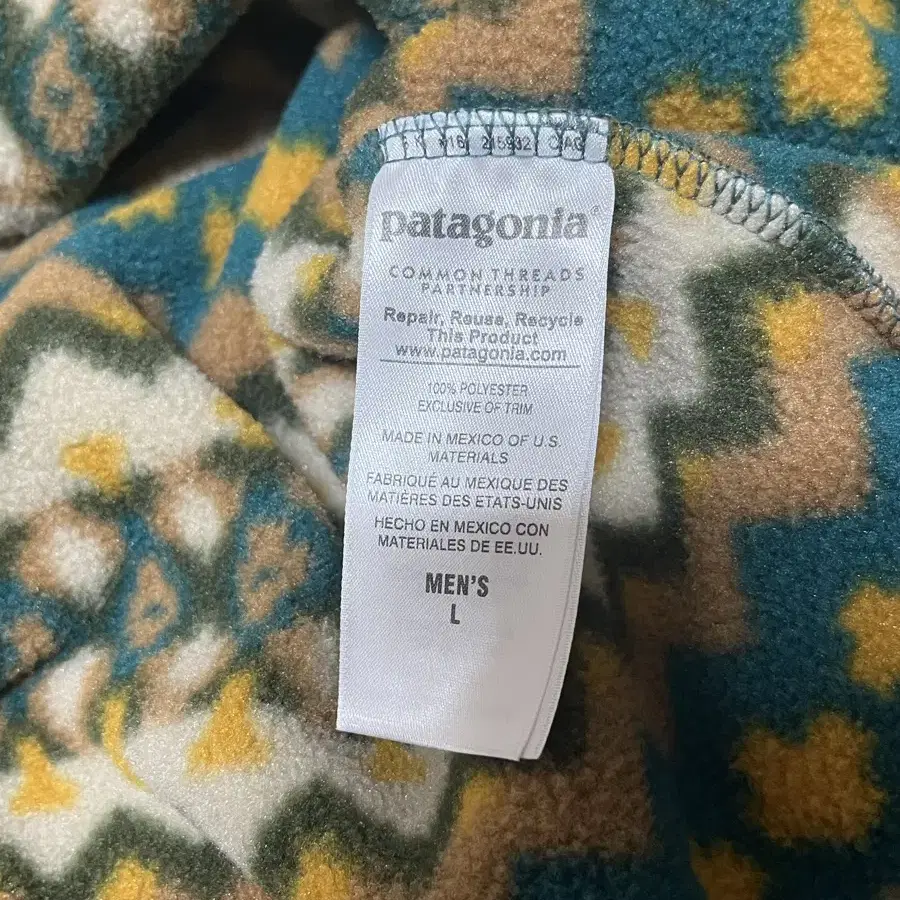 patagonia®
COMMON THREADS
PARTNERSHIP
Repair, Reuse, Recycle
This Product
www.patagonia.com
100% POLYESTER
EXCLUSIVE OF TRIM
MADE IN MEXICO OF U.S.
MATERIALS
FABRIQUÉ AU MEXIQUE DES
MATIÈRES DES ETATS-UNIS
HECHO EN MEXICO CON
MATERIALES DE EE.UU.
MEN'S
L